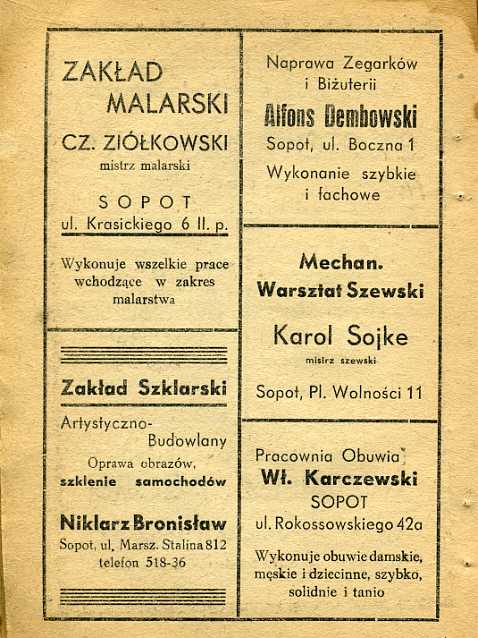 ZAKŁAD
MALARSKI
CZ. ZIÓŁKOWSKI
mistrz malarski
SOPOT
ul. Krasickiego 6 II. p.
Wykonuje wszelkie prace
wchodzące w zakres
malarstwa
Zakład Szklarski
Artystyczno-
Budowlany
Oprawa obrazów,
szklenie samochodów
Niklarz Bronisław
Sopot, ul. Marsz. Stalina 812
telefon 518-36
Naprawa Zegarków
i Biżuterii
Alfons Dembowski
Sopot, ul. Boczna 1
Wykonanie szybkie
i fachowe
Mechan.
Warsztat Szewski
Karol Sojke
mistrz szewski
Sopot, Pl. Wolności 11
Pracownia Obuwia
Wł. Karczewski
SOPOT
ul. Rokossowskiego 42a
Wykonuje obuwie damskie,
męskie i dziecinne, szybko,
solidnie i tanio